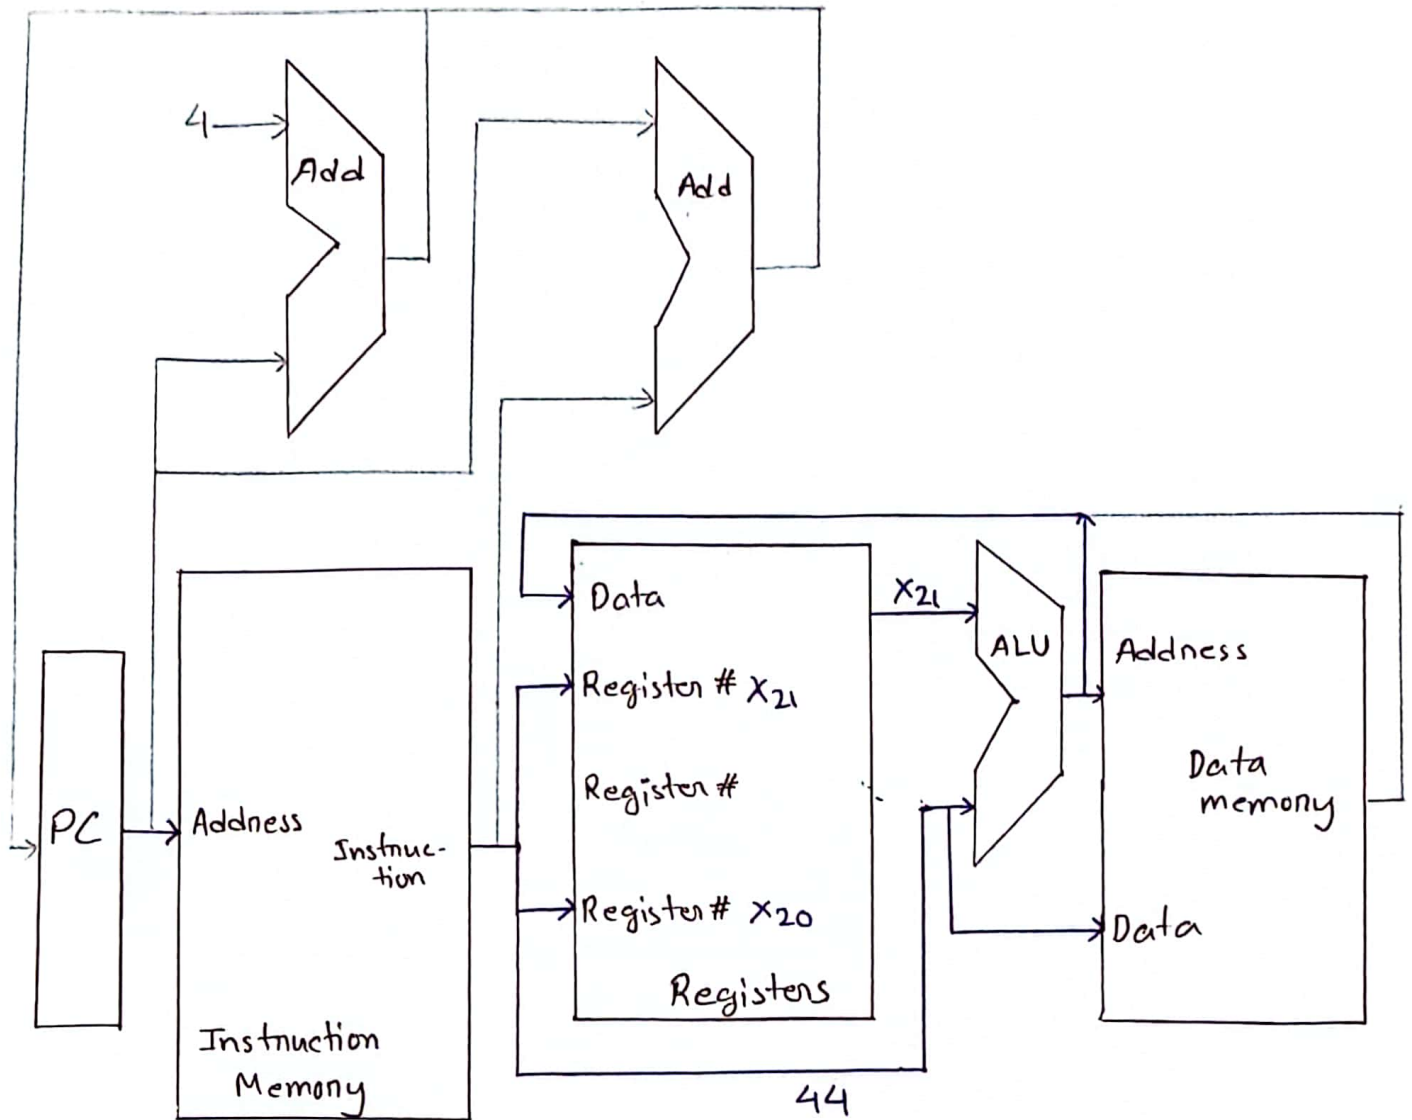 4
Add
Add
Data
X21
ALU
Address
Register # X21
Data
memory
Register #
PC
Address
Instruc-
tion
Register # X20
Data
Registers
Instruction
Memory
44